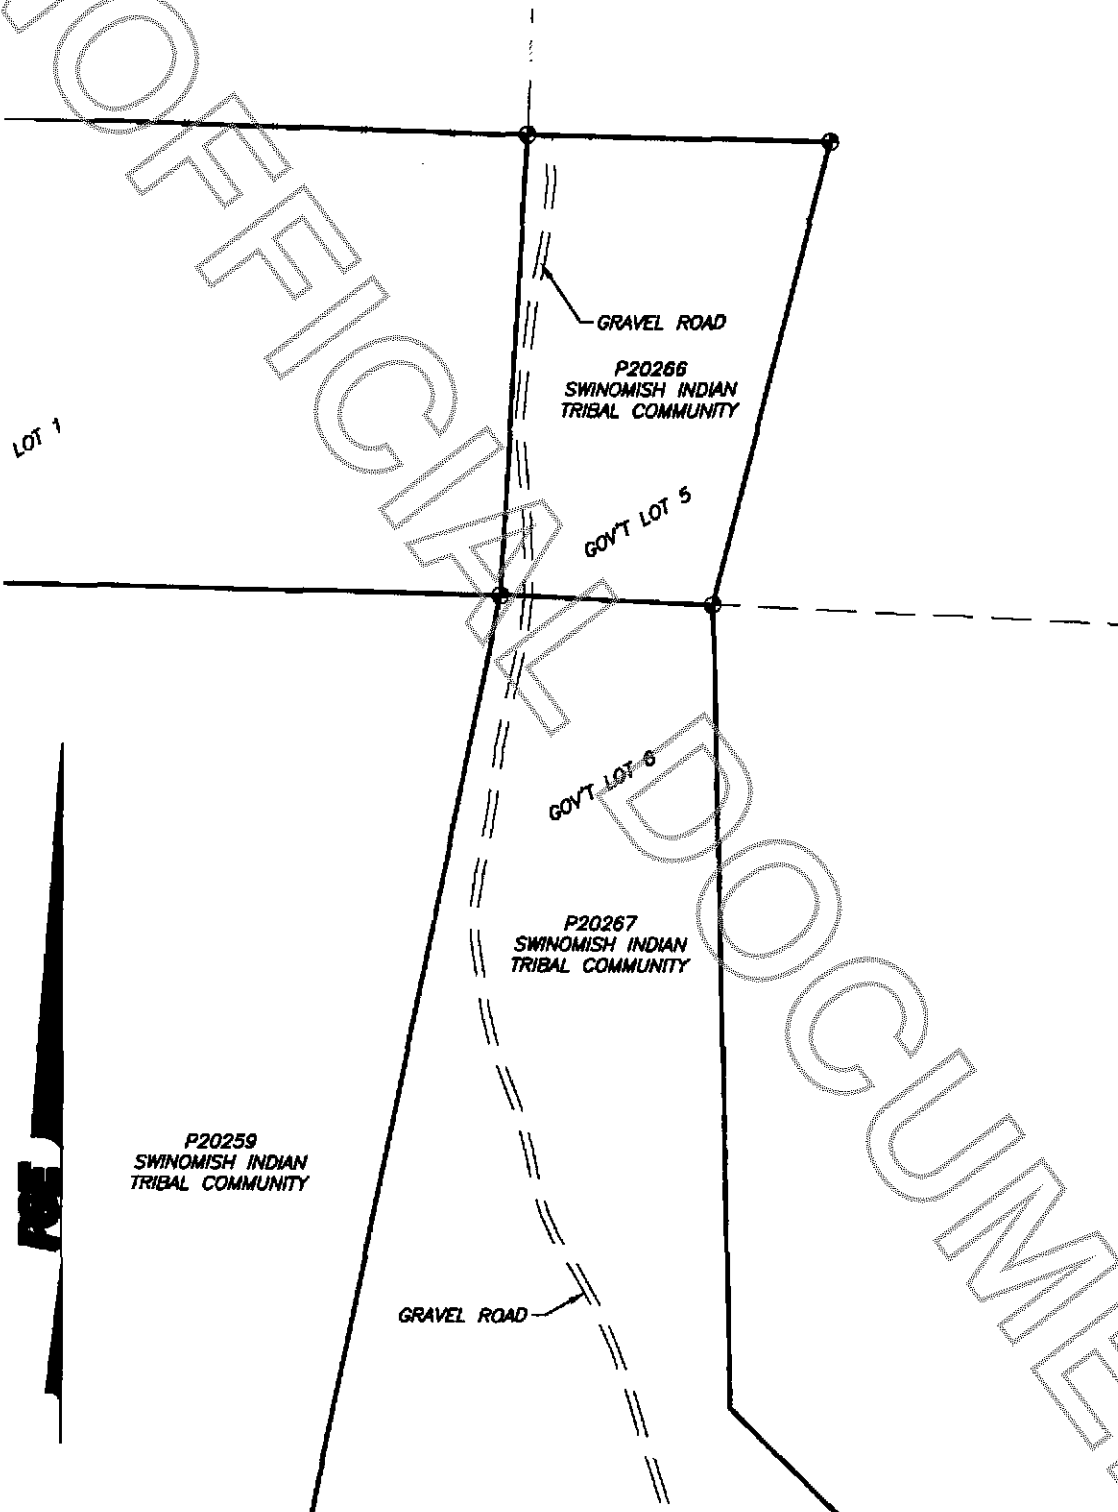 UNOFFICIAL DOCUME
GRAVEL ROAD
P20266
SWINOMISH INDIAN
TRIBAL COMMUNITY
LOT 1
GOV'T LOT 5
GOV'T LOT 6
P20267
SWINOMISH INDIAN
TRIBAL COMMUNITY
P20259
SWINOMISH INDIAN
TRIBAL COMMUNITY
GRAVEL ROAD